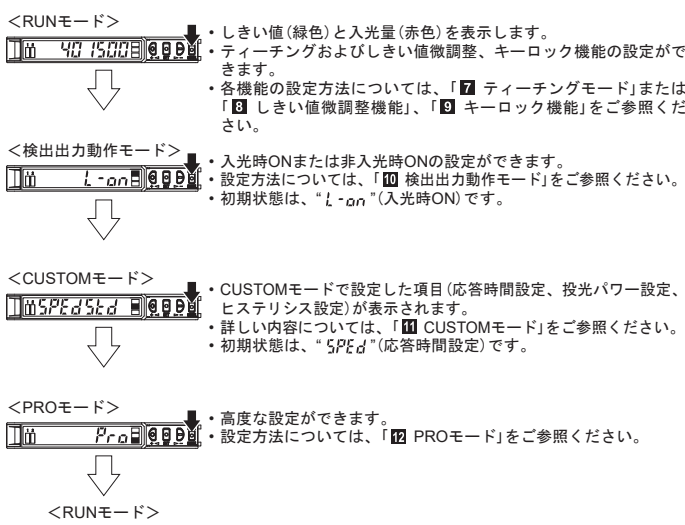 <RUNモード>
40 1500
・しきい値(緑色)と入光量(赤色)を表示します。
・ティーチングおよびしきい値微調整、キーロック機能の設定がで
きます。
・各機能の設定方法については、「7 ティーチングモード」または
「8 しきい値微調整機能」、「9 キーロック機能」をご参照くだ
さい。
<検出出力動作モード>
L-on
・入光時ONまたは非入光時ONの設定ができます。
・設定方法については、「10 検出出力動作モード」をご参照ください。
・初期状態は、“L-on”(入光時ON)です。
<CUSTOMモード>
SPEdStd
・CUSTOMモードで設定した項目(応答時間設定、投光パワー設定、
ヒステリシス設定)が表示されます。
・詳しい内容については、「11 CUSTOMモード」をご参照ください。
・初期状態は、“SPEd”(応答時間設定)です。
<PROモード>
Pro
・高度な設定ができます。
・設定方法については、「12 PROモード」をご参照ください。
<RUNモード>